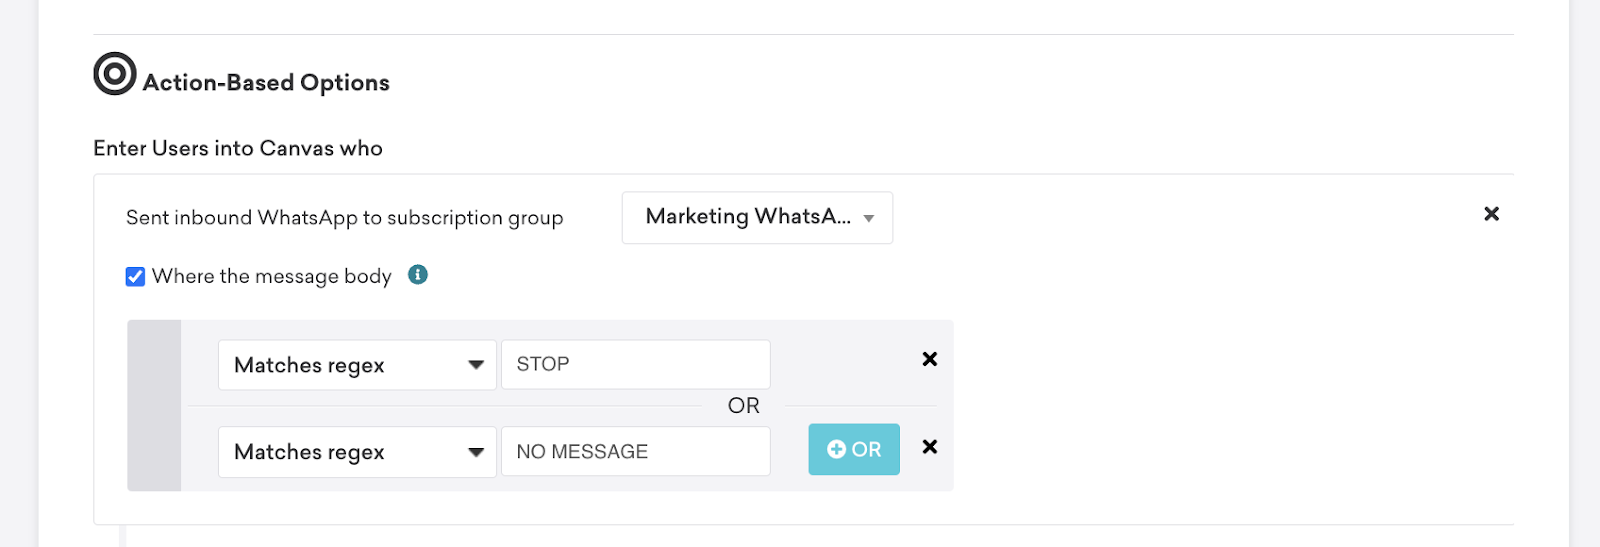 Action-Based Options
Enter Users into Canvas who
Sent inbound WhatsApp to subscription group Marketing WhatsA...
Where the message body
Matches regex STOP
OR
Matches regex NO MESSAGE OR